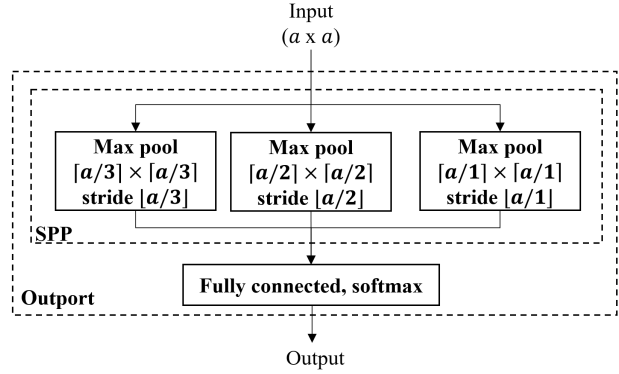 Input
(a x a)
Max pool
⌈a/3⌉ × ⌈a/3⌉
stride ⌊a/3⌋
Max pool
⌈a/2⌉ × ⌈a/2⌉
stride ⌊a/2⌋
Max pool
⌈a/1⌉ × ⌈a/1⌉
stride ⌊a/1⌋
SPP
Fully connected, softmax
Outport
Output